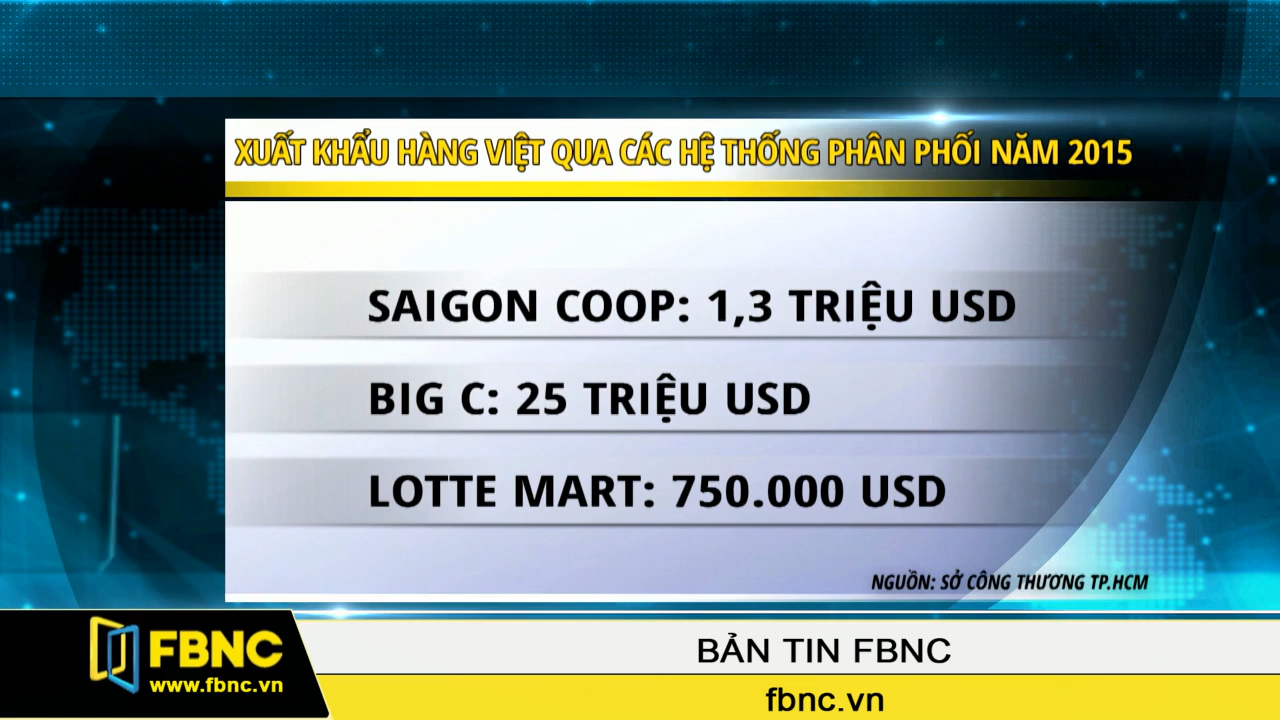 XUẤT KHẨU HÀNG VIỆT QUA CÁC HỆ THỐNG PHÂN PHỐI NĂM 2015
SAIGON COOP: 1,3 TRIỆU USD
BIG C: 25 TRIỆU USD
LOTTE MART: 750.000 USD
NGUỒN: SỞ CÔNG THƯƠNG TP.HCM
FBNC
www.fbnc.vn
BẢN TIN FBNC
fbnc.vn